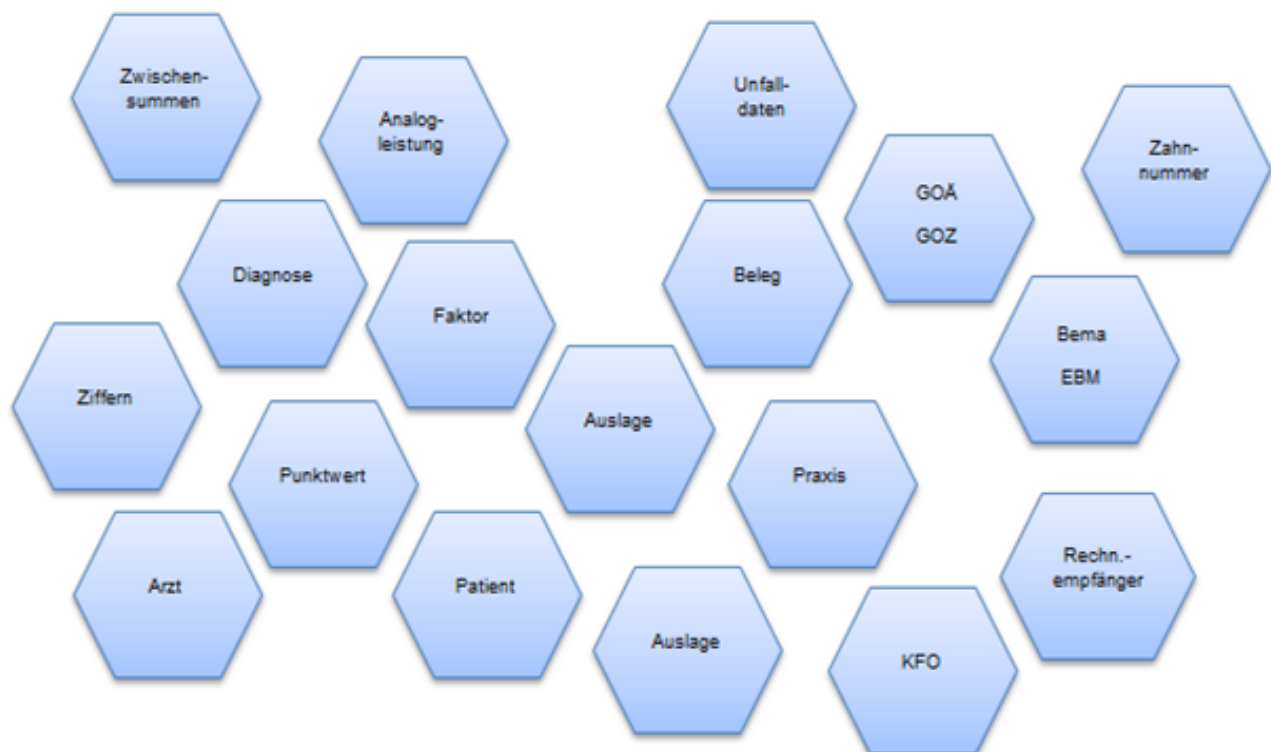 Zwischen-
summen
Analog-
leistung
Unfall-
daten
Zahn-
nummer
GOÄ
GOZ
Diagnose
Faktor
Beleg
Bema
EBM
Ziffern
Auslage
Punktwert
Praxis
Arzt
Patient
Rechn.-
empfänger
Auslage
KFO